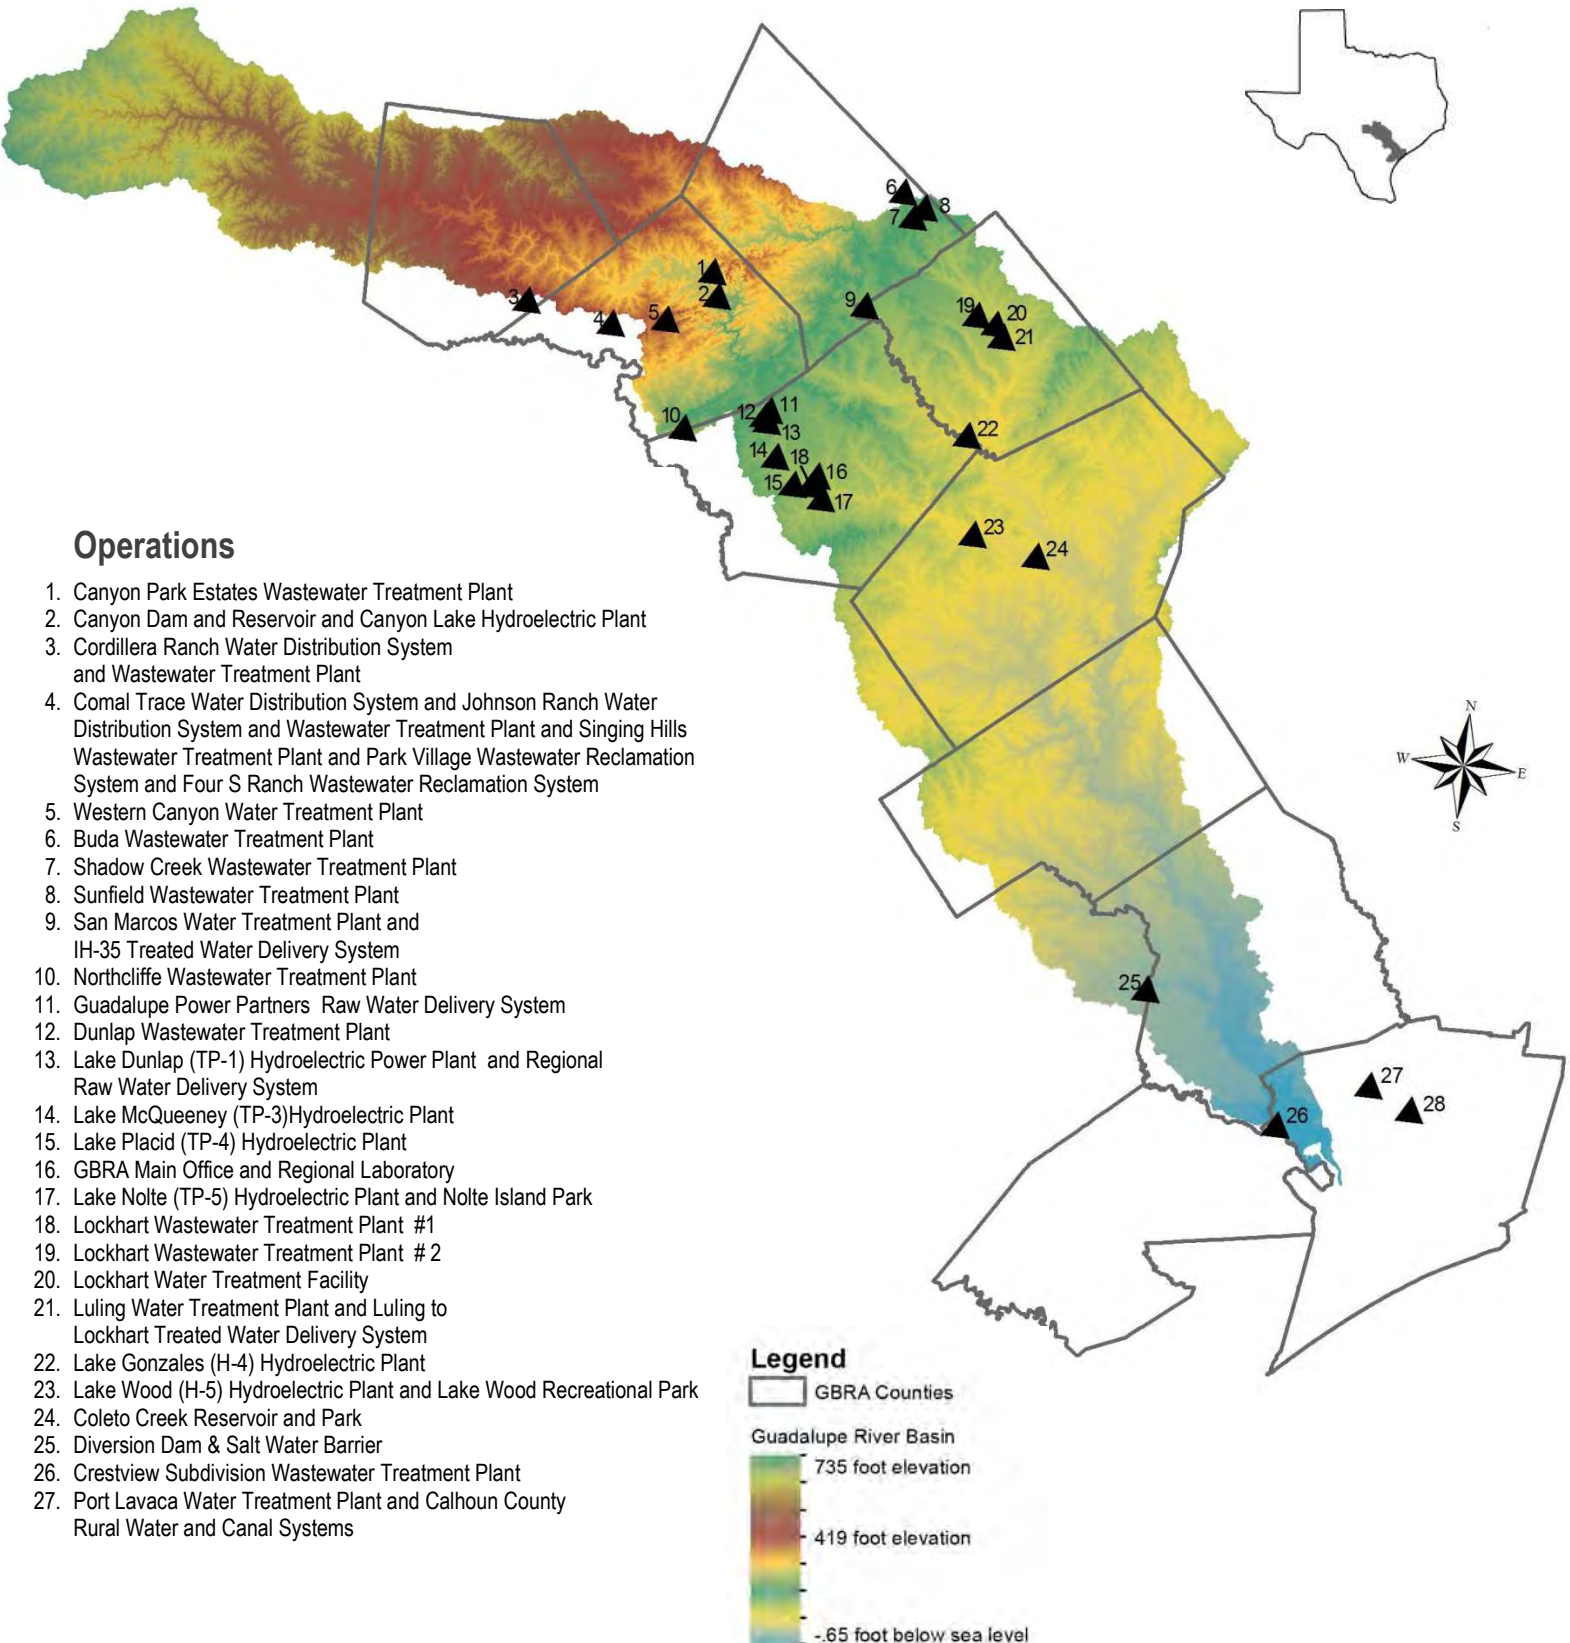 6
8
7
1
2
3
4
5
9
19
20
21
10
12
11
13
14
18
16
15
17
22
23
24
Operations
1. Canyon Park Estates Wastewater Treatment Plant
2. Canyon Dam and Reservoir and Canyon Lake Hydroelectric Plant
3. Cordillera Ranch Water Distribution System
and Wastewater Treatment Plant
4. Comal Trace Water Distribution System and Johnson Ranch Water
Distribution System and Wastewater Treatment Plant and Singing Hills
Wastewater Treatment Plant and Park Village Wastewater Reclamation
System and Four S Ranch Wastewater Reclamation System
5. Western Canyon Water Treatment Plant
6. Buda Wastewater Treatment Plant
7. Shadow Creek Wastewater Treatment Plant
8. Sunfield Wastewater Treatment Plant
9. San Marcos Water Treatment Plant and
IH-35 Treated Water Delivery System
10. Northcliffe Wastewater Treatment Plant
11. Guadalupe Power Partners Raw Water Delivery System
12. Dunlap Wastewater Treatment Plant
13. Lake Dunlap (TP-1) Hydroelectric Power Plant and Regional
Raw Water Delivery System
14. Lake McQueeney (TP-3)Hydroelectric Plant
15. Lake Placid (TP-4) Hydroelectric Plant
16. GBRA Main Office and Regional Laboratory
17. Lake Nolte (TP-5) Hydroelectric Plant and Nolte Island Park
18. Lockhart Wastewater Treatment Plant #1
19. Lockhart Wastewater Treatment Plant # 2
20. Lockhart Water Treatment Facility
21. Luling Water Treatment Plant and Luling to
Lockhart Treated Water Delivery System
22. Lake Gonzales (H-4) Hydroelectric Plant
23. Lake Wood (H-5) Hydroelectric Plant and Lake Wood Recreational Park
24. Coleto Creek Reservoir and Park
25. Diversion Dam & Salt Water Barrier
26. Crestview Subdivision Wastewater Treatment Plant
27. Port Lavaca Water Treatment Plant and Calhoun County
Rural Water and Canal Systems
N
W
E
S
25
27
28
26
Legend
GBRA Counties
Guadalupe River Basin
735 foot elevation
419 foot elevation
-.65 foot below sea level